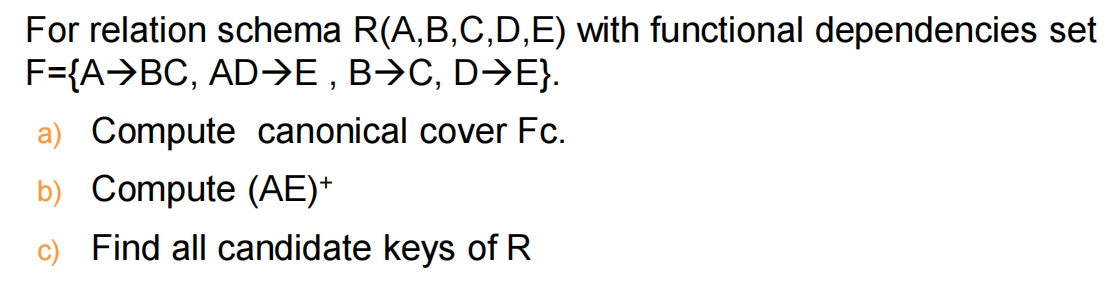 For relation schema R(A,B,C,D,E) with functional dependencies set
F={A→BC, AD→E , B→C, D→E}.
a) Compute canonical cover Fc.
b) Compute (AE)⁺
c) Find all candidate keys of R